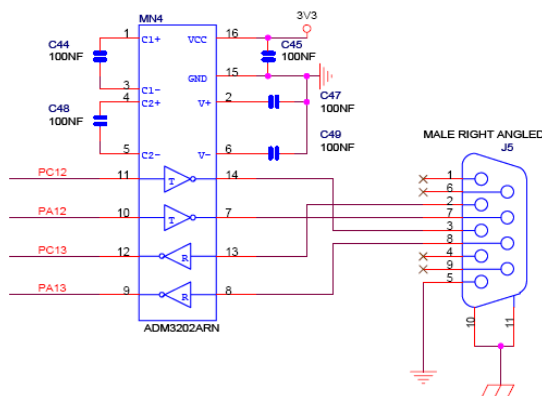 MN4
3V3
C44
100NF
1
C1+
VCC
16
C45
100NF
3
C1-
GND
15
4
C2+
V+
2
C47
100NF
C48
100NF
C49
100NF
5
C2-
V-
6
MALE RIGHT ANGLED
J5
PC12
11
T
14
1
6
2
PA12
10
T
7
7
3
PC13
12
R
13
8
4
9
PA13
9
R
8
5
ADM3202ARN
10
11